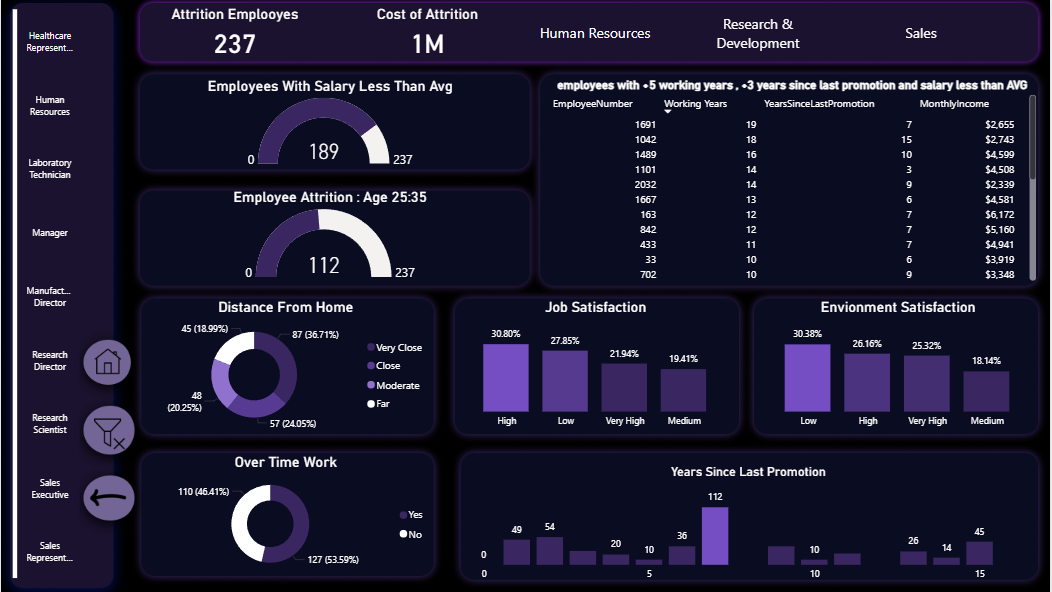 Healthcare
Represent...
Human
Resources
Laboratory
Technician
Manager
Manufact...
Director
Research
Director
Research
Scientist
Sales
Executive
Sales
Represent...
Attrition Emplooyes
237
Cost of Attrition
1M
Human Resources
Research &
Development
Sales
Employees With Salary Less Than Avg
0
189
237
Employee Attrition : Age 25:35
0
112
237
employees with +5 working years , +3 years since last promotion and salary less than AVG
EmployeeNumber Working Years YearsSinceLastPromotion MonthlyIncome
1691 19 7 $2,655
1042 18 15 $2,743
1489 16 10 $4,599
1101 14 3 $4,508
2032 14 9 $2,339
1667 13 6 $4,581
163 12 7 $6,172
842 12 7 $5,160
433 11 7 $4,941
33 10 6 $3,919
702 10 9 $3,348
Distance From Home
45 (18.99%)
87 (36.71%)
48
(20.25%)
57 (24.05%)
Very Close
Close
Moderate
Far
Job Satisfaction
30.80% 27.85% 21.94% 19.41%
High Low Very High Medium
Envionment Satisfaction
30.38% 26.16% 25.32% 18.14%
Low High Very High Medium
Over Time Work
110 (46.41%)
127 (53.59%)
Yes
No
Years Since Last Promotion
0 49 54 20 10 36 112 10 26 14 45
0 5 10 15